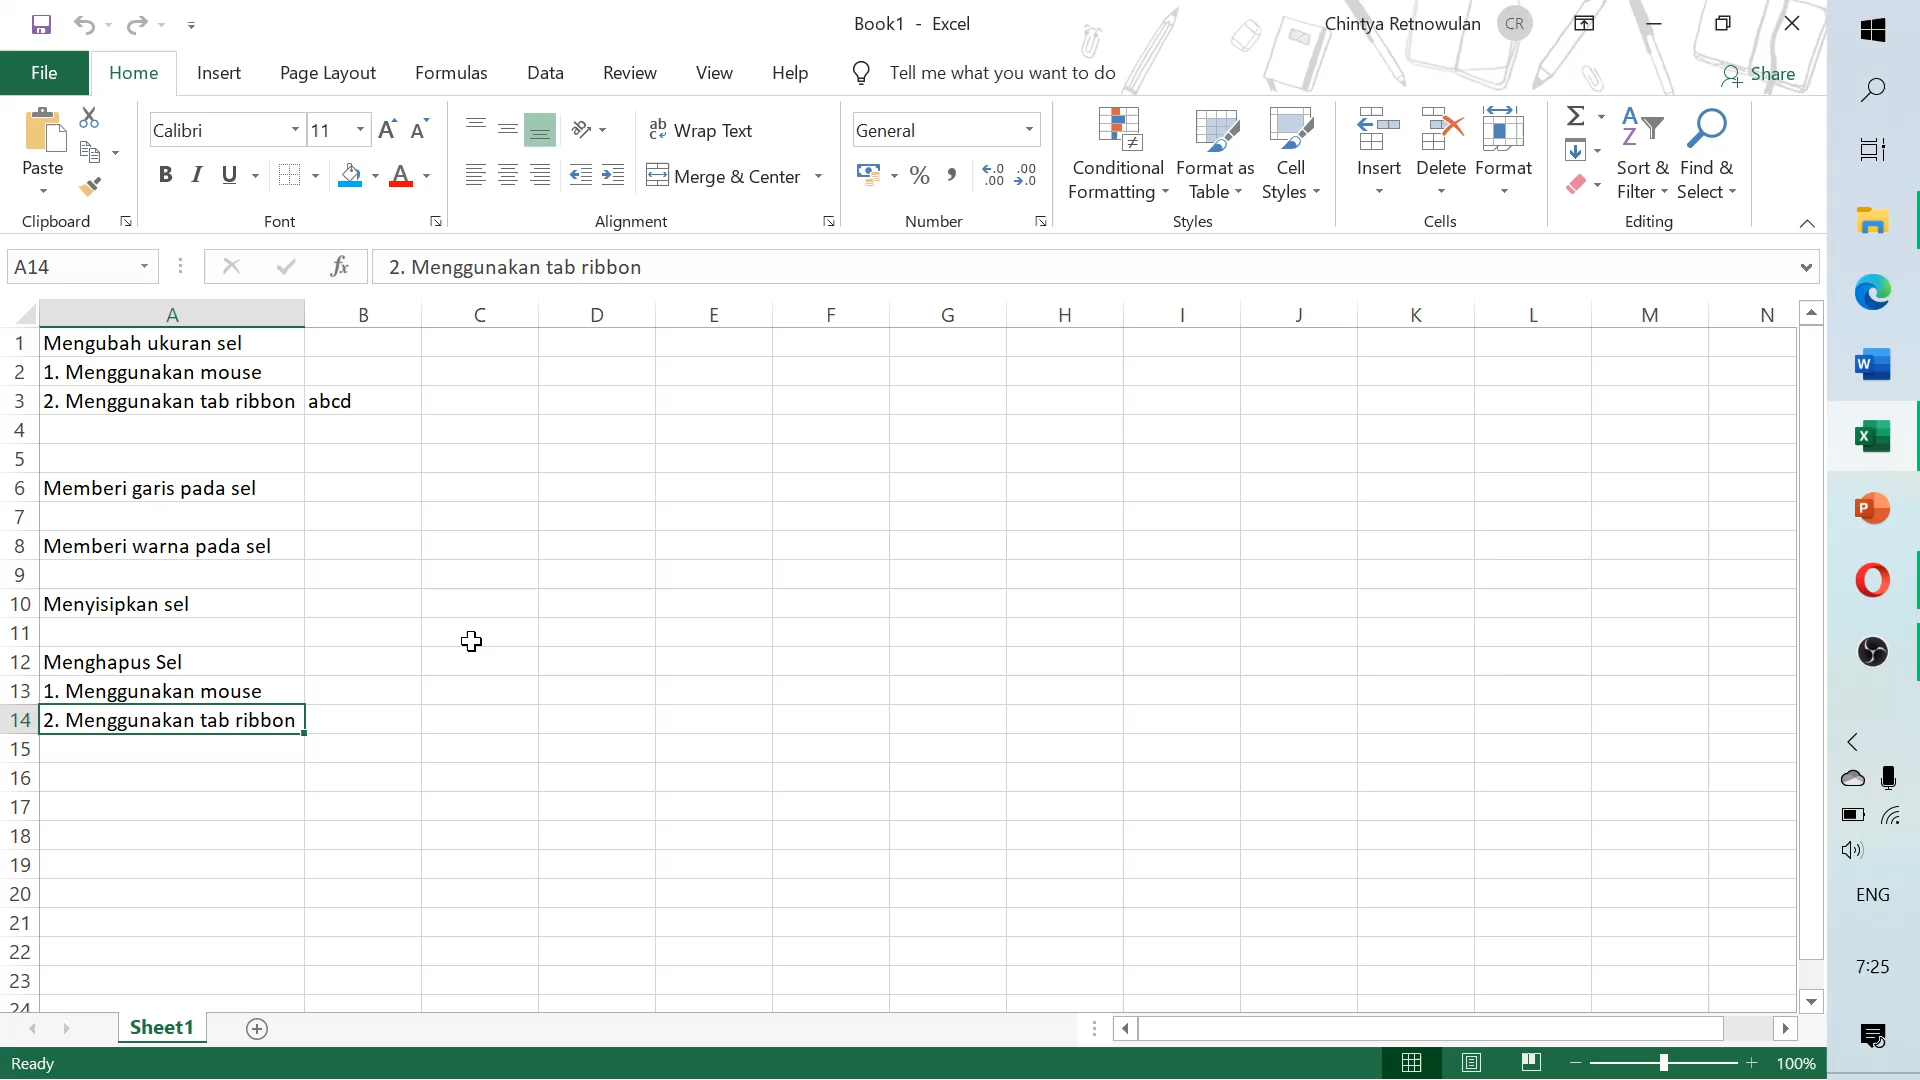 Book1 - Excel
Chintya Retnowulan
CR
File Home Insert Page Layout Formulas Data Review View Help Tell me what you want to do
Share
Paste
Calibri 11
Wrap Text
Merge & Center
General
Conditional Formatting
Format as Table
Cell Styles
Insert Delete Format
Sort & Filter
Find & Select
Clipboard Font Alignment Number Styles Cells Editing
A14 fx 2. Menggunakan tab ribbon
A B C D E F G H I J K L M N
1 Mengubah ukuran sel
2 1. Menggunakan mouse
3 2. Menggunakan tab ribbon abcd
4
5
6 Memberi garis pada sel
7
8 Memberi warna pada sel
9
10 Menyisipkan sel
11
12 Menghapus Sel
13 1. Menggunakan mouse
14 2. Menggunakan tab ribbon
15
16
17
18
19
20
21
22
23
24
Sheet1
Ready
100%
ENG
7:25